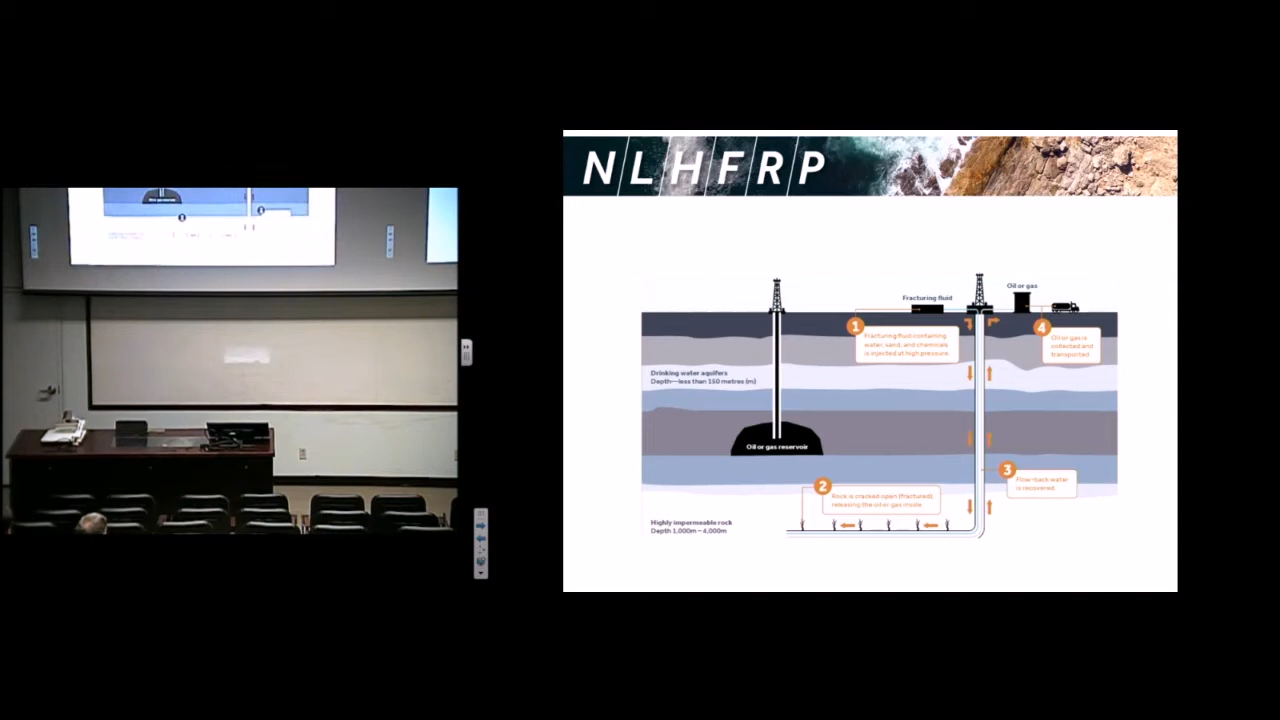 NLHFRP
Oil or gas
Fracturing fluid
1
Fracturing fluid containing
water, sand, and chemicals
is injected at high pressure.
4
Oil or gas is
collected and
transported.
Drinking water aquifers
Depth—less than 150 metres (m)
Oil or gas reservoir
3
Flow-back water
is recovered.
2
Rock is cracked open (fractured)
releasing the oil or gas inside.
Highly impermeable rock
Depth 1,000m – 4,000m